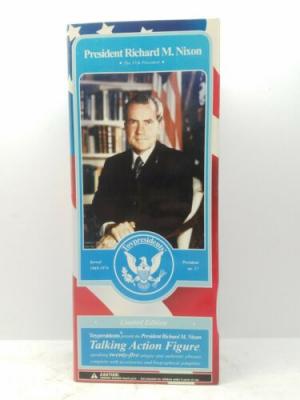 President Richard M. Nixon
• The 37th President •
Toypresidents
Served
1969-1974
President
no. 37
Limited Edition
Toypresidents presents the President Richard M. Nixon
Talking Action Figure
speaking twenty-five unique and authentic phrases
complete with accessories and biographical pamphlet
CAUTION: